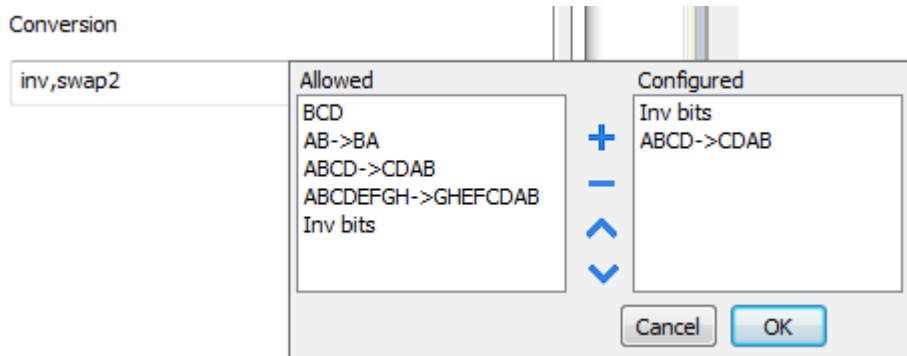 Conversion
inv,swap2
Allowed
BCD
AB->BA
ABCD->CDAB
ABCDEFGH->GHEFCDAB
Inv bits
Configured
Inv bits
ABCD->CDAB
Cancel
OK